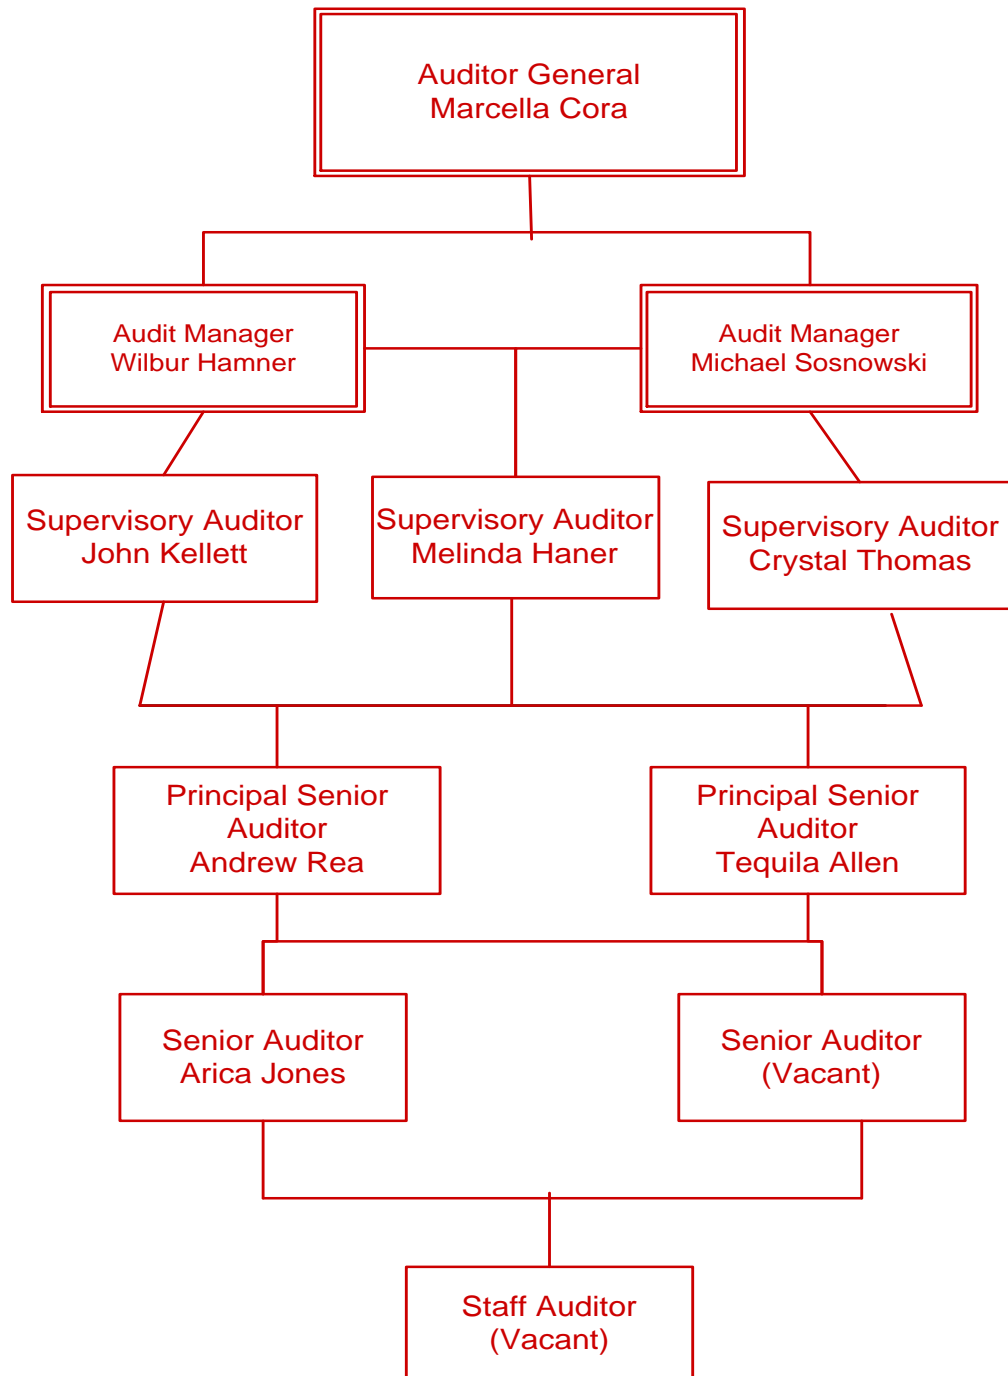 Auditor General
Marcella Cora
Audit Manager
Wilbur Hamner
Audit Manager
Michael Sosnowski
Supervisory Auditor
John Kellett
Supervisory Auditor
Melinda Haner
Supervisory Auditor
Crystal Thomas
Principal Senior
Auditor
Andrew Rea
Principal Senior
Auditor
Tequila Allen
Senior Auditor
Arica Jones
Senior Auditor
(Vacant)
Staff Auditor
(Vacant)